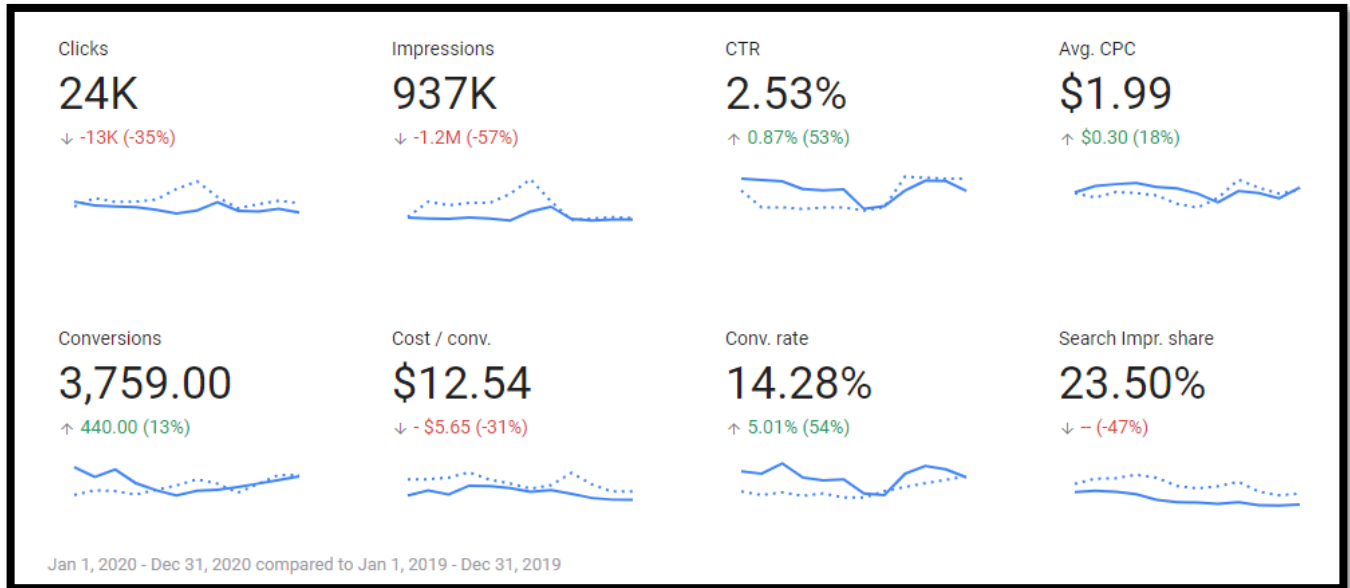 Clicks
24K
↓ -13K (-35%)
Impressions
937K
↓ -1.2M (-57%)
CTR
2.53%
↑ 0.87% (53%)
Avg. CPC
$1.99
↑ $0.30 (18%)
Conversions
3,759.00
↑ 440.00 (13%)
Cost / conv.
$12.54
↓ - $5.65 (-31%)
Conv. rate
14.28%
↑ 5.01% (54%)
Search Impr. share
23.50%
↓ -- (-47%)
Jan 1, 2020 - Dec 31, 2020 compared to Jan 1, 2019 - Dec 31, 2019